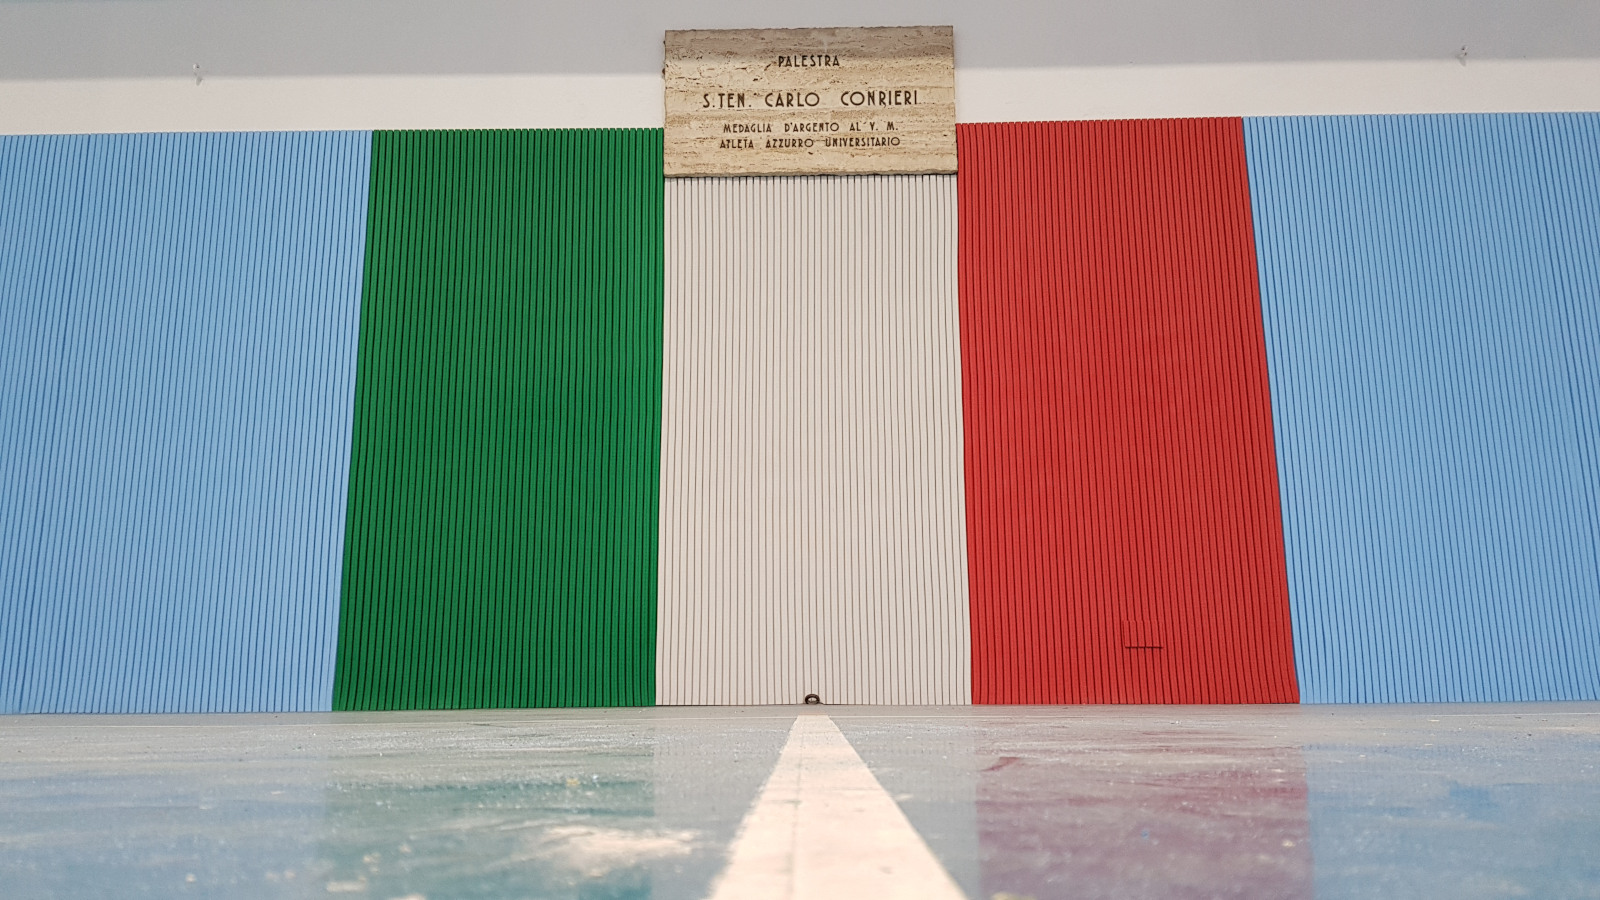 PALESTRA
S.TEN. CARLO CONRIERI
MEDAGLIA D'ARGENTO AL V. M.
ATLETA AZZURRO UNIVERSITARIO